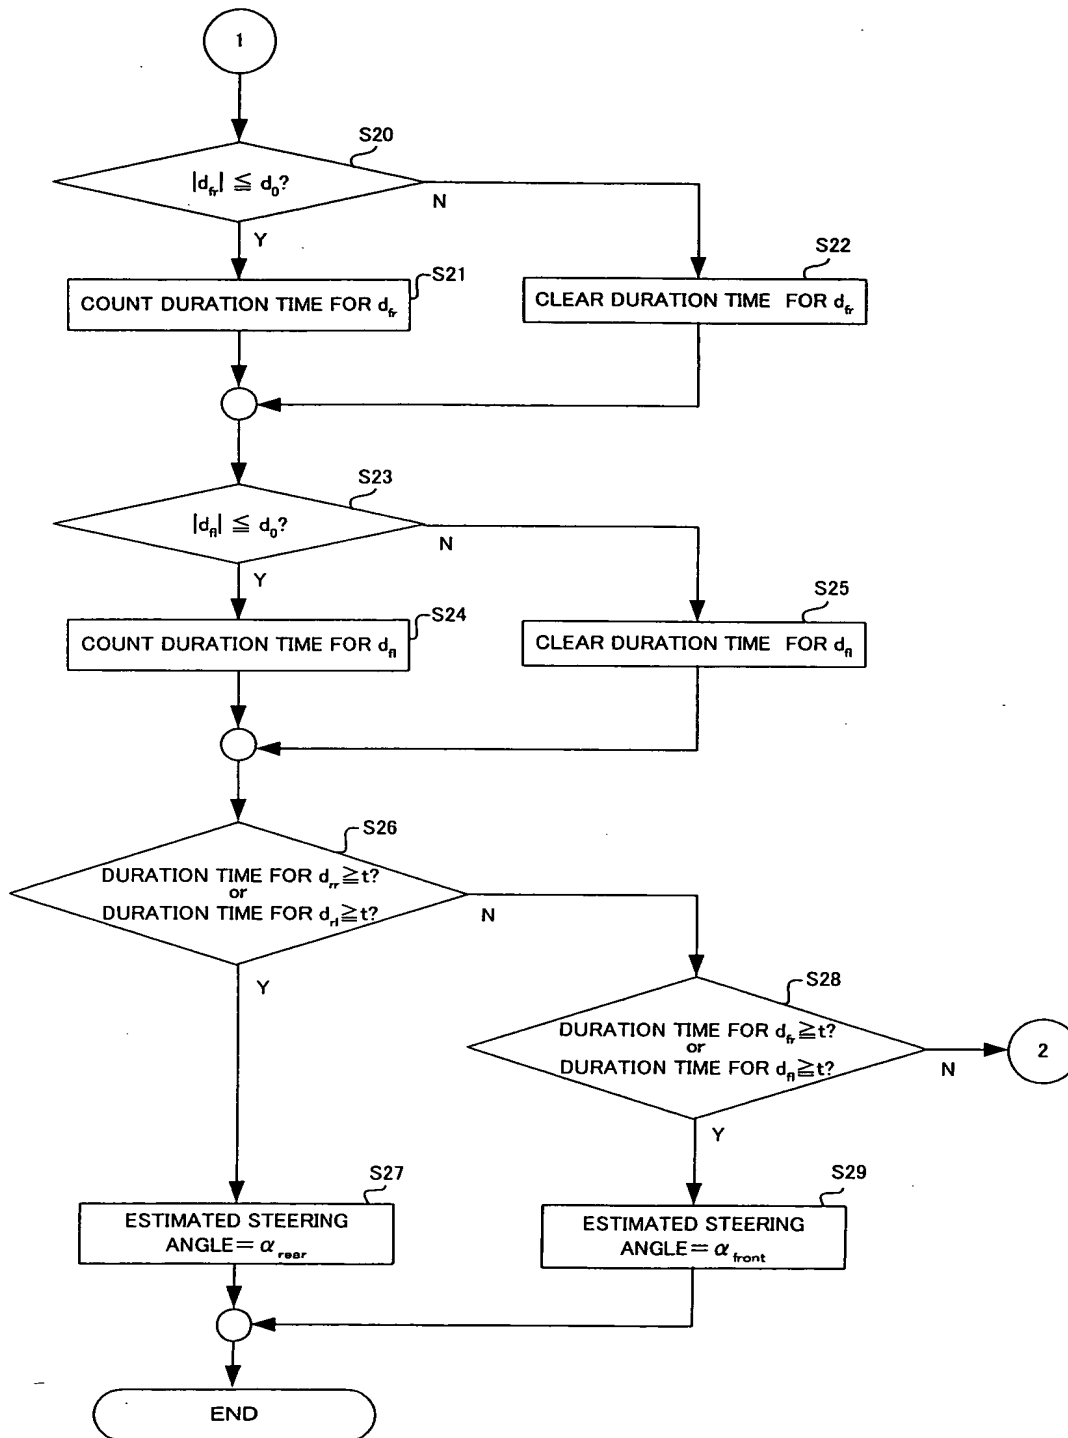 1
S20
|d_fr| ≦ d_0?
N
Y
S21
COUNT DURATION TIME FOR d_fr
S22
CLEAR DURATION TIME FOR d_fr
S23
|d_fl| ≦ d_0?
N
Y
S24
COUNT DURATION TIME FOR d_fl
S25
CLEAR DURATION TIME FOR d_fl
S26
DURATION TIME FOR d_rr≧t?
or
DURATION TIME FOR d_rl≧t?
N
Y
S28
DURATION TIME FOR d_fr≧t?
or
DURATION TIME FOR d_fl≧t?
N
2
Y
S27
ESTIMATED STEERING
ANGLE=α_rear
S29
ESTIMATED STEERING
ANGLE=α_front
END